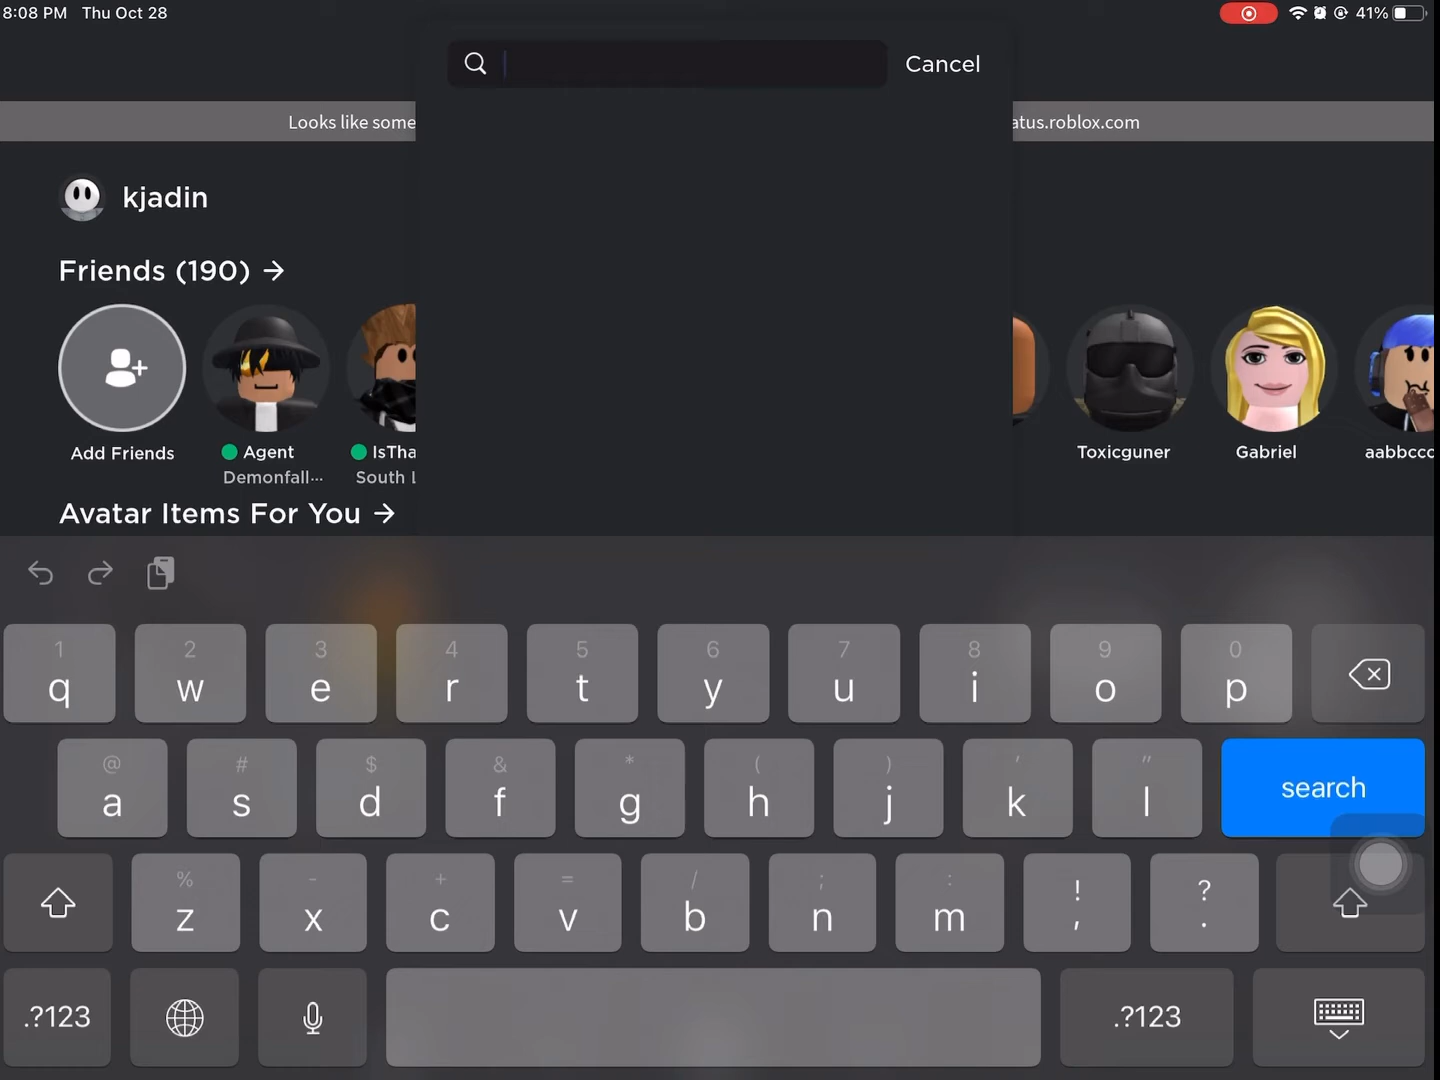 8:08 PM Thu Oct 28
41%
Cancel
Looks like some
atus.roblox.com
kjadin
Friends (190) →
Add Friends
Agent
Demonfall...
IsTha
South L
Toxicguner
Gabriel
aabbccc
Avatar Items For You →
1 2 3 4 5 6 7 8 9 0
q w e r t y u i o p
@ # $ & * ( ) ' "
a s d f g h j k l search
% - + = / ; : ! ?
z x c v b n m , .
.?123 .?123